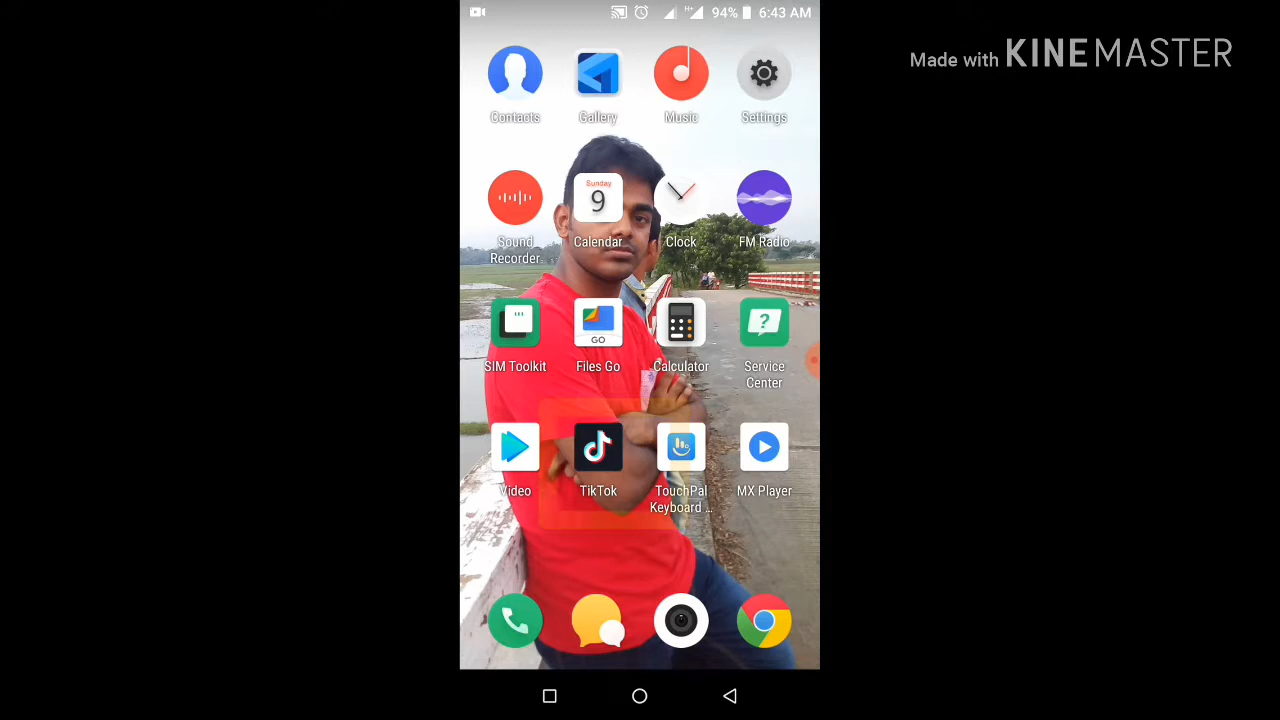 H+ 94% 6:43 AM
Made with KINEMASTER
Contacts Gallery Music Settings
Sunday
9
Sound Calendar Clock FM Radio
Recorder
GO
SIM Toolkit Files Go Calculator Service
Center
Video TikTok TouchPal MX Player
Keyboard ...